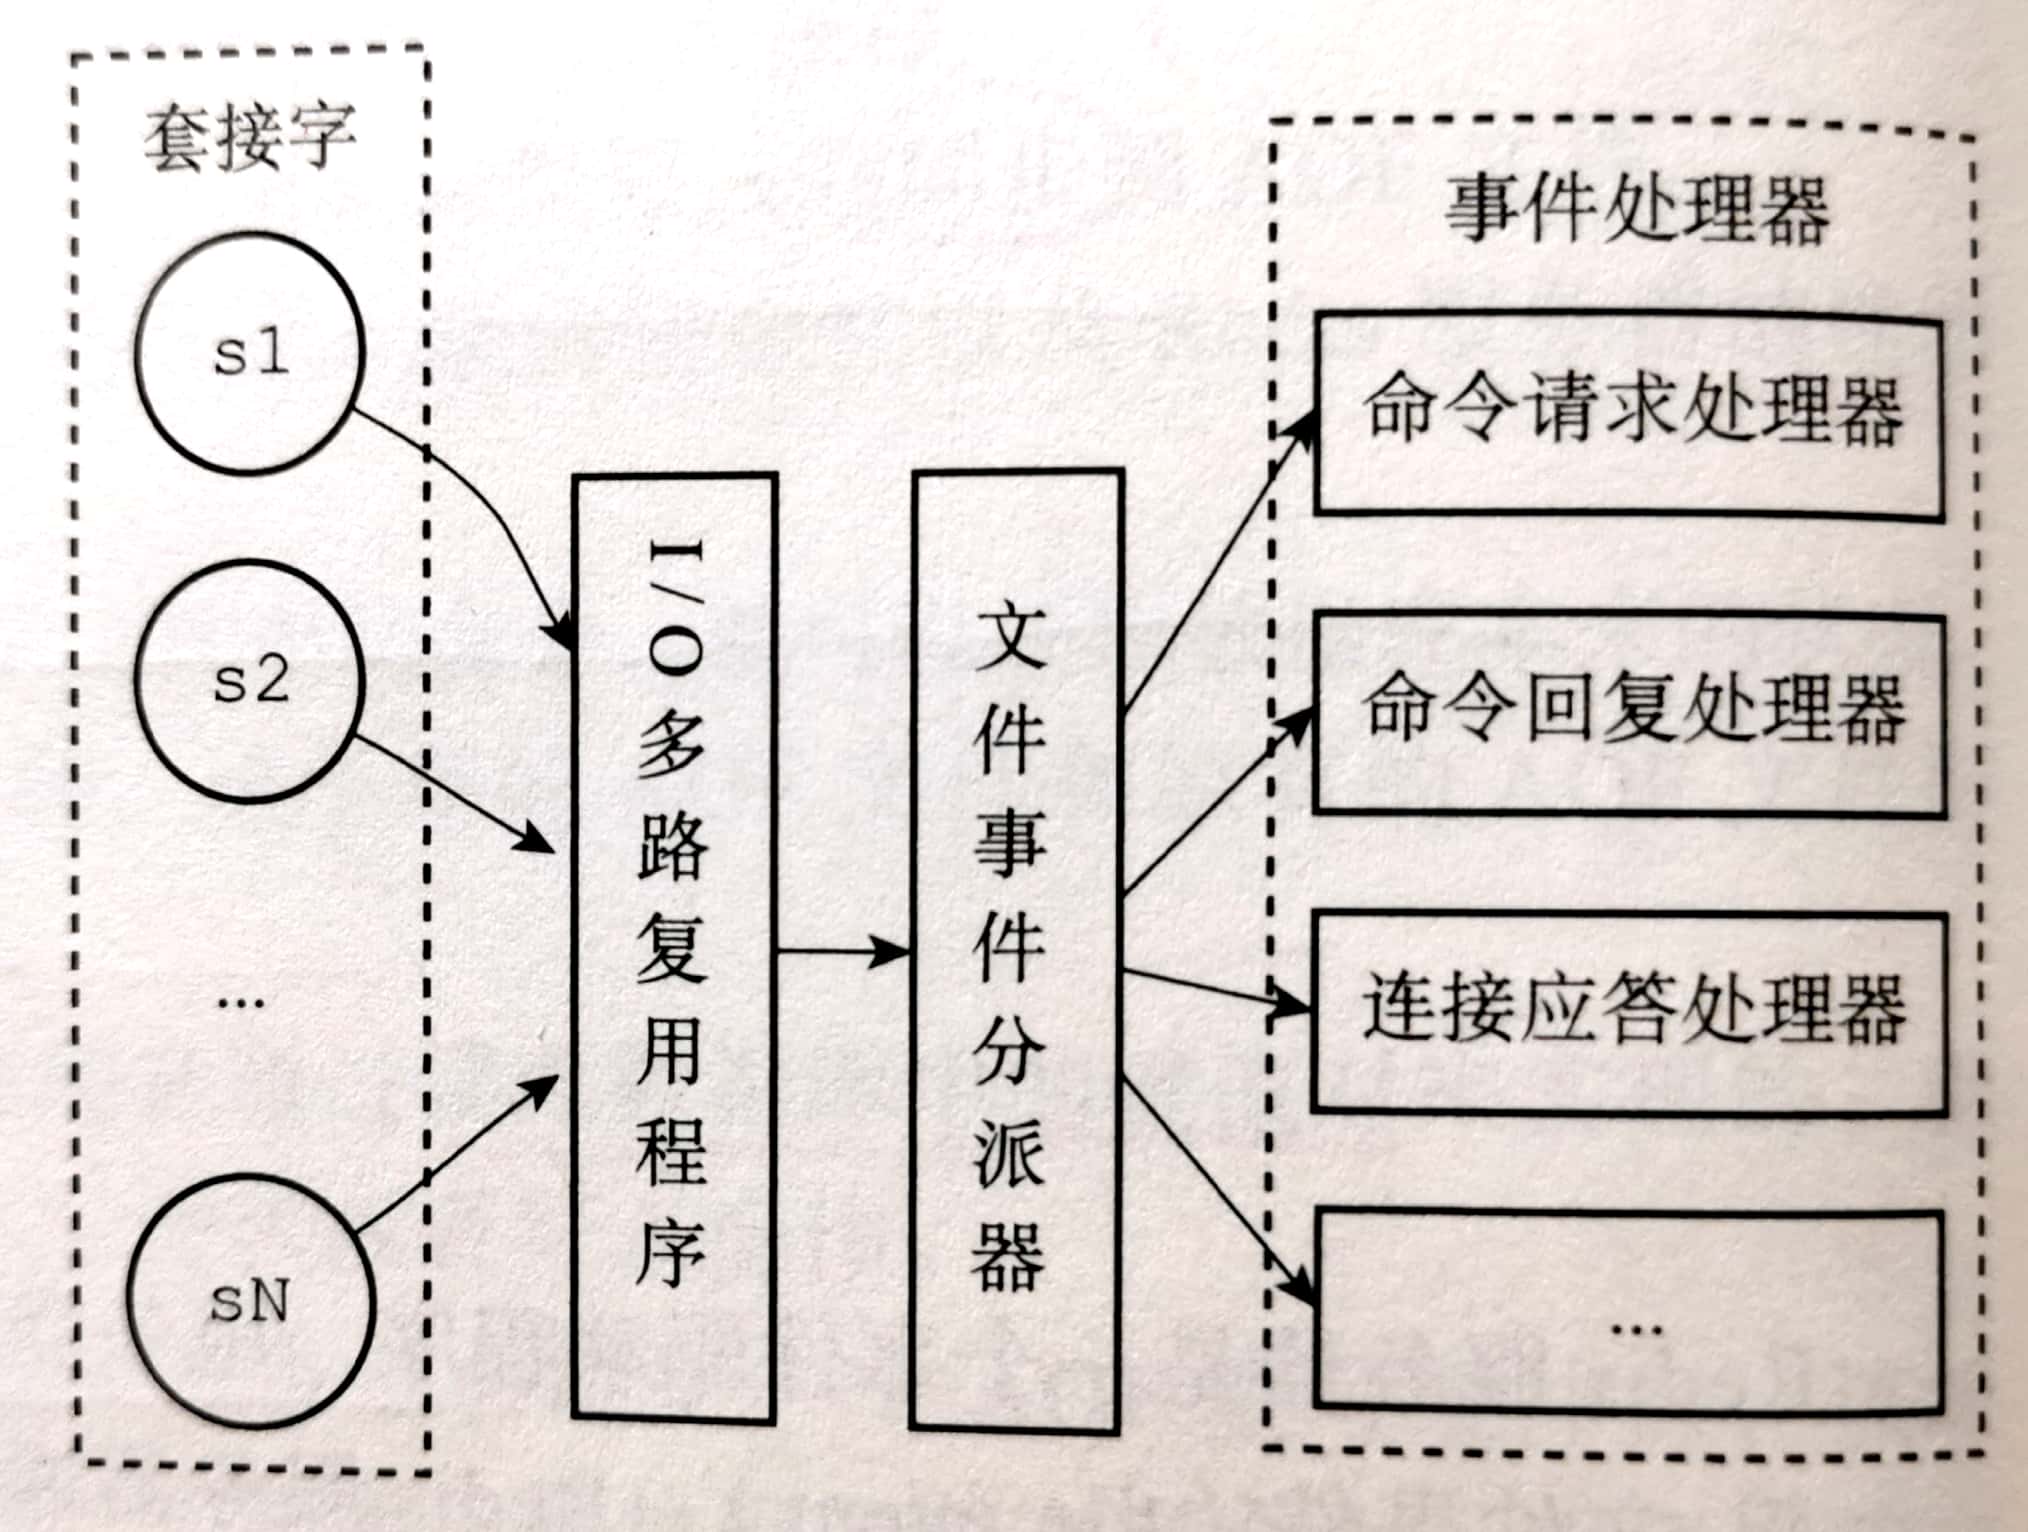 套接字
s1
s2
...
sN
I/O多路复用程序
文件事件分派器
事件处理器
命令请求处理器
命令回复处理器
连接应答处理器
...